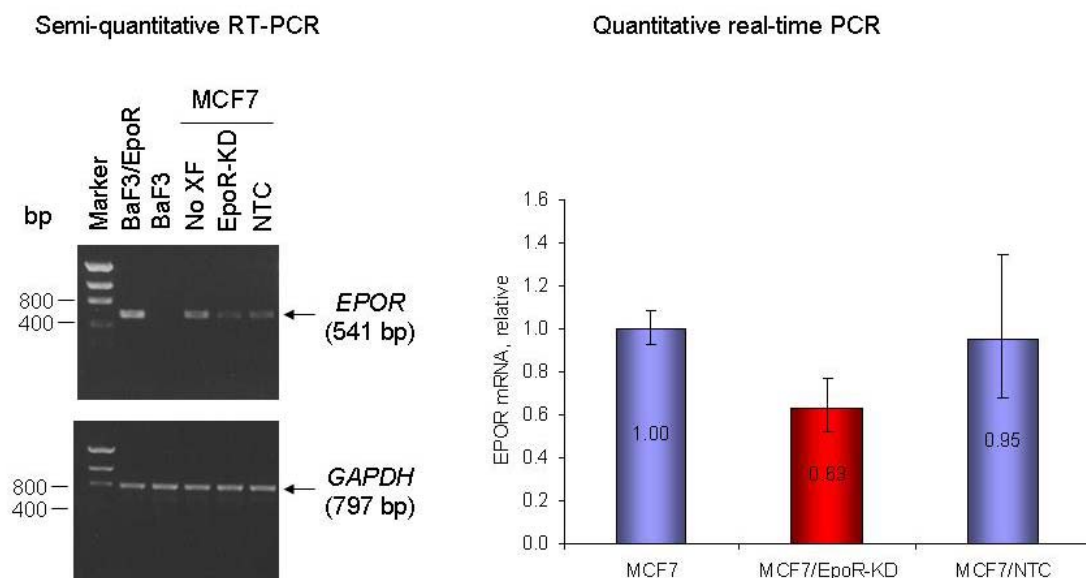 Semi-quantitative RT-PCR
MCF7
bp
Marker
BaF3/EpoR
BaF3
No XF
EpoR-KD
NTC
800
400
EPOR
(541 bp)
800
400
GAPDH
(797 bp)
Quantitative real-time PCR
EPOR mRNA, relative
1.6
1.4
1.2
1.0
0.8
0.6
0.4
0.2
0.0
1.00
0.63
0.95
MCF7
MCF7/EpoR-KD
MCF7/NTC